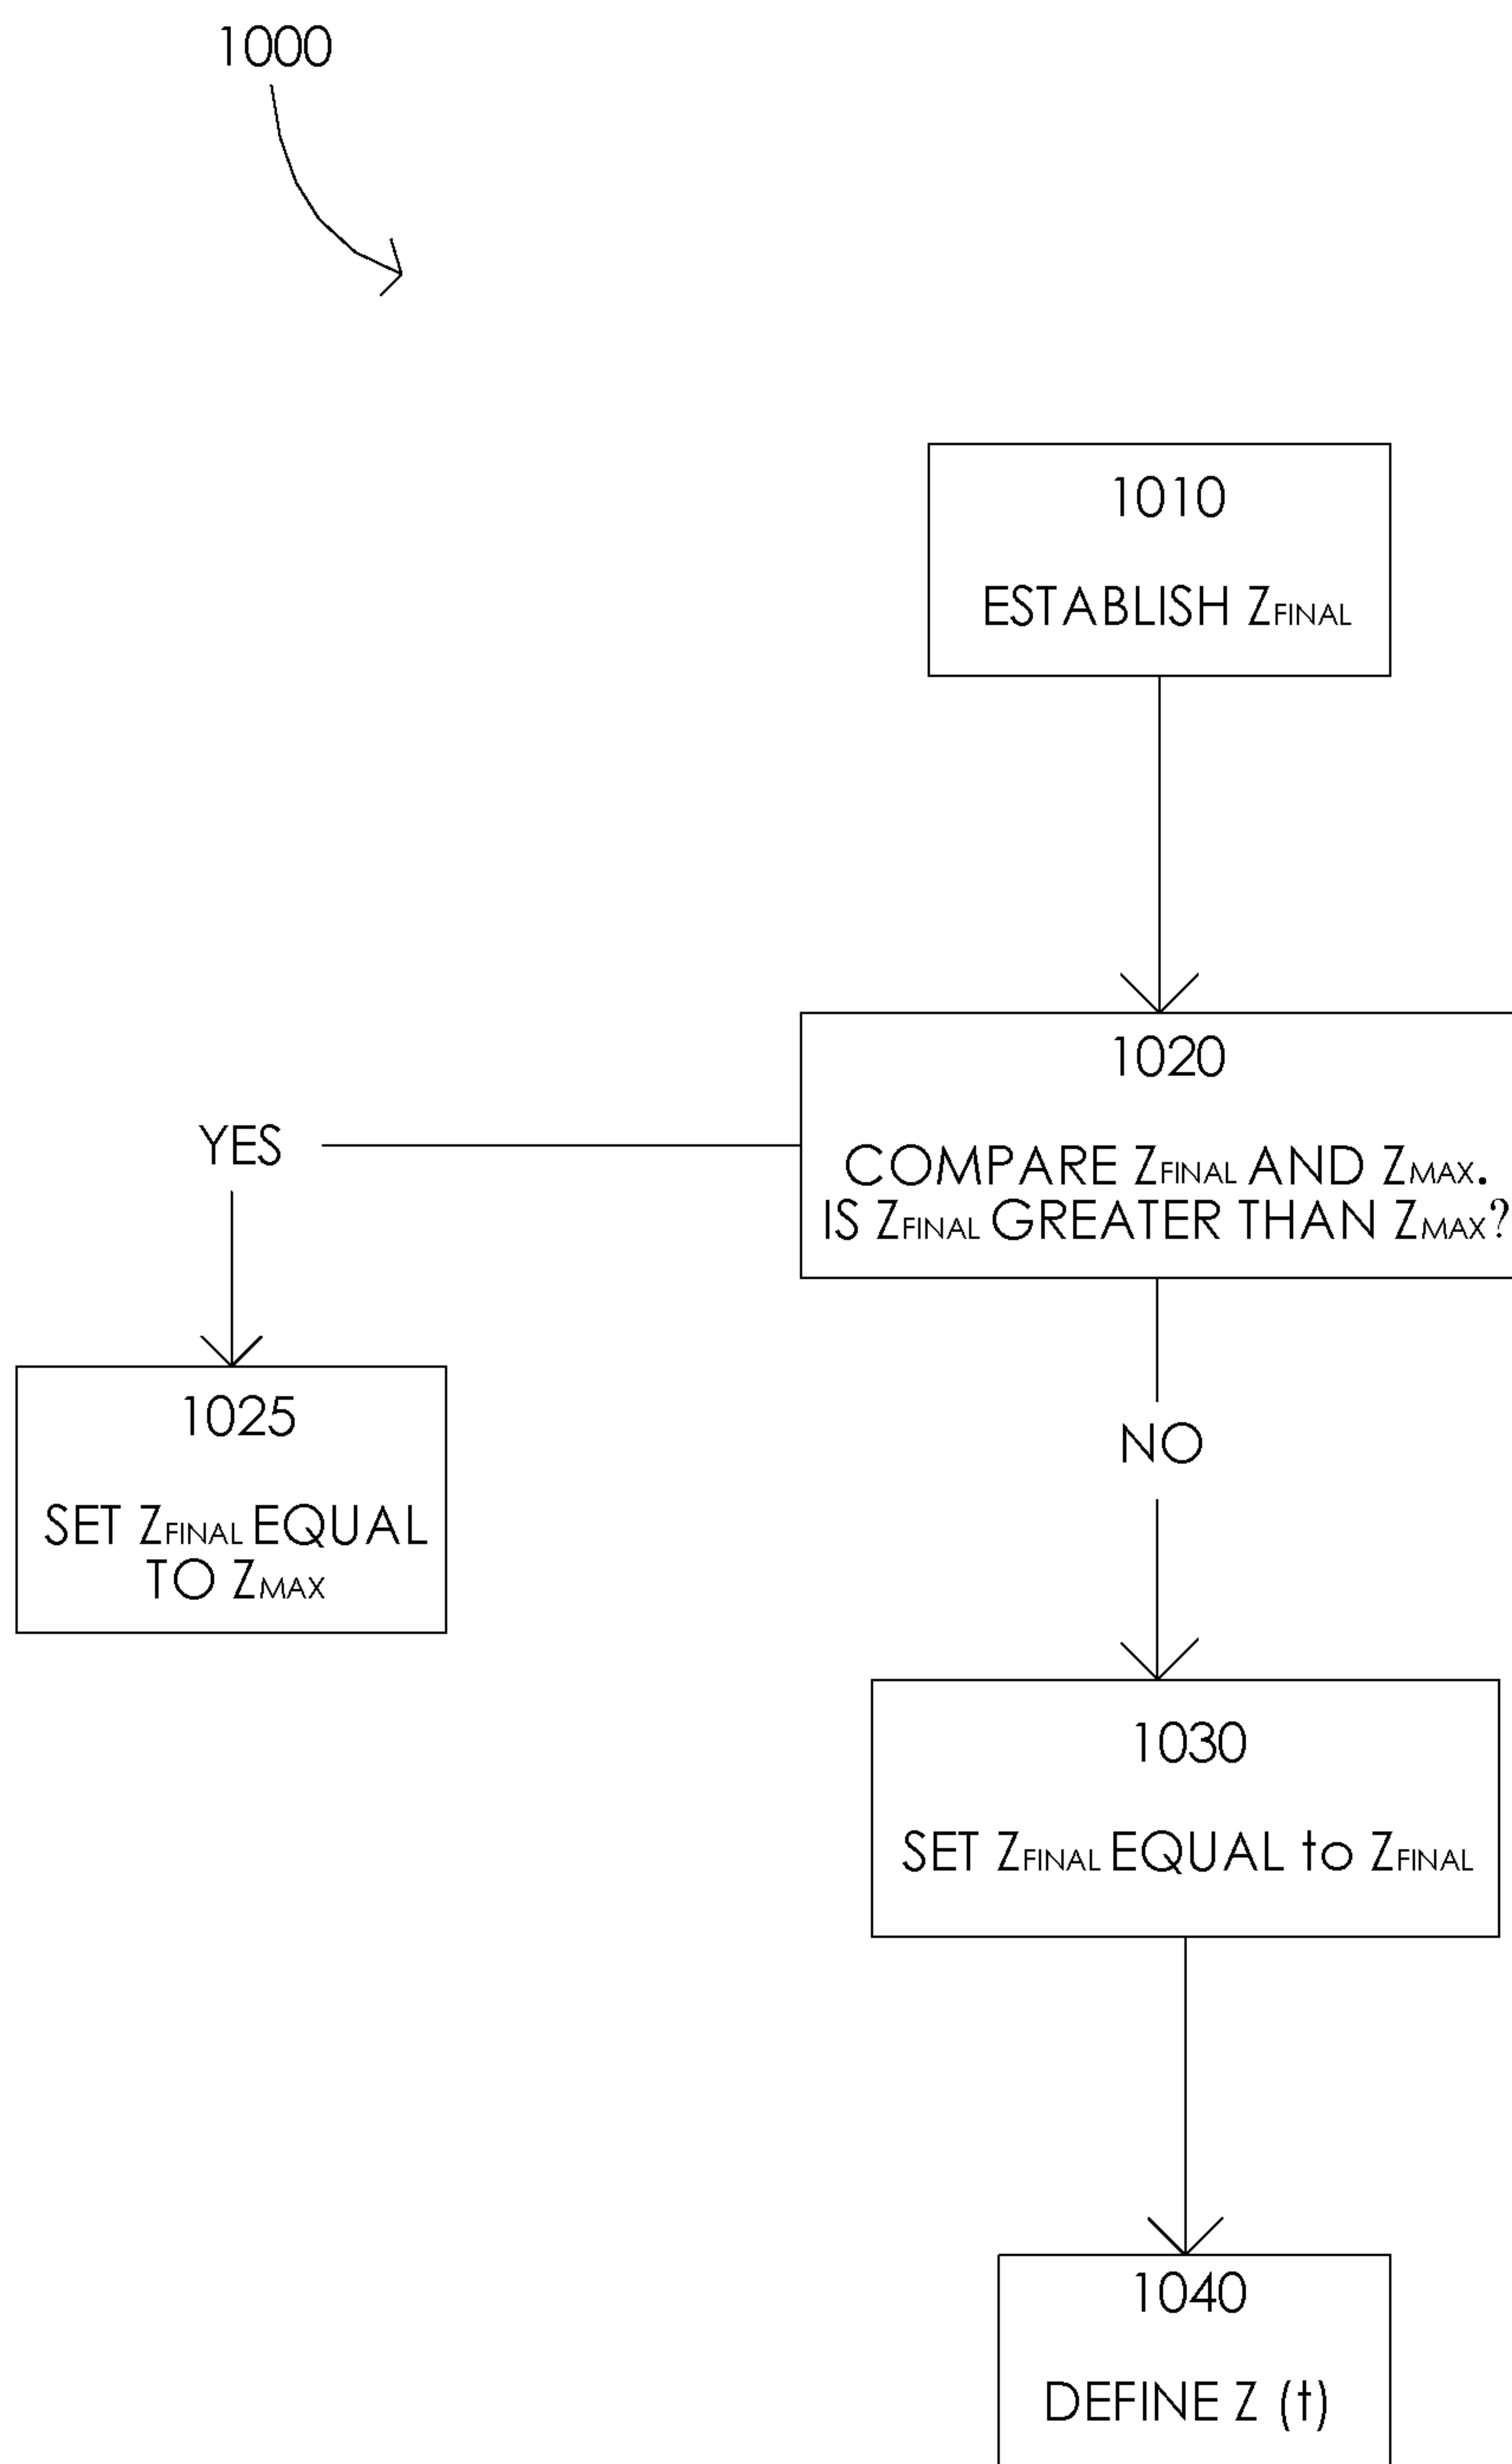 1000
1010
ESTABLISH ZFINAL
1020
COMPARE ZFINAL AND ZMAX.
IS ZFINAL GREATER THAN ZMAX?
YES
1025
SET ZFINAL EQUAL
TO ZMAX
NO
1030
SET ZFINAL EQUAL to ZFINAL
1040
DEFINE Z (t)